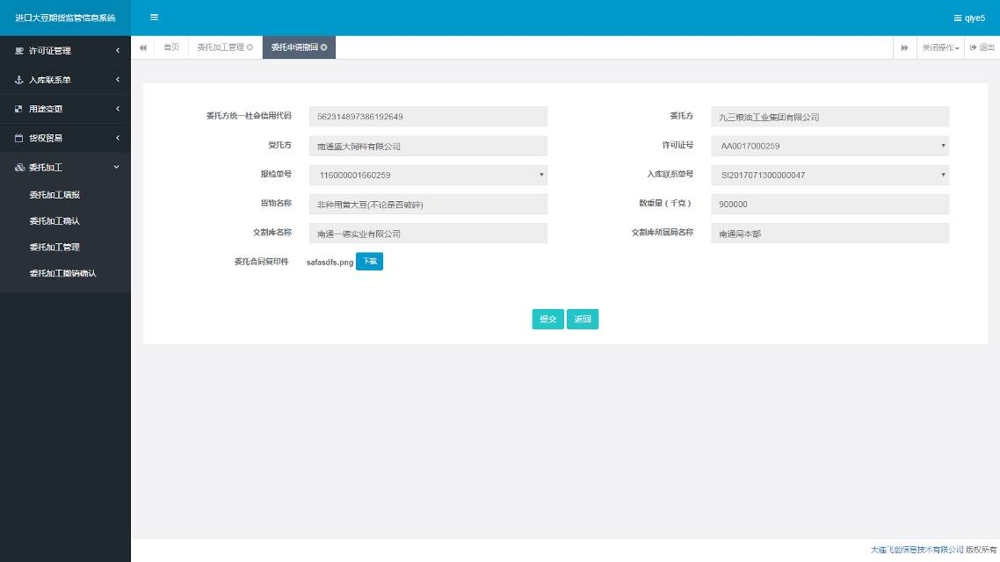 进口大豆期货监管信息系统
qiye5
许可证管理
入库联系单
用途变更
货权贸易
委托加工
委托加工填报
委托加工确认
委托加工管理
委托加工撤销确认
首页 委托加工管理 委托申请撤回 关闭操作 退出
委托方统一社会信用代码 562314897386192649 委托方 九三粮油工业集团有限公司
受托方 南通盛大饲料有限公司 许可证号 AA0017000259
报检单号 116000001660259 入库联系单号 SI2017071300000047
货物名称 非种用黄大豆(不论是否破碎) 数重量（千克） 900000
交割库名称 南通一德实业有限公司 交割库所属局名称 南通局本部
委托合同复印件 safasdfs.png 下载
提交 返回
大连飞创信息技术有限公司 版权所有